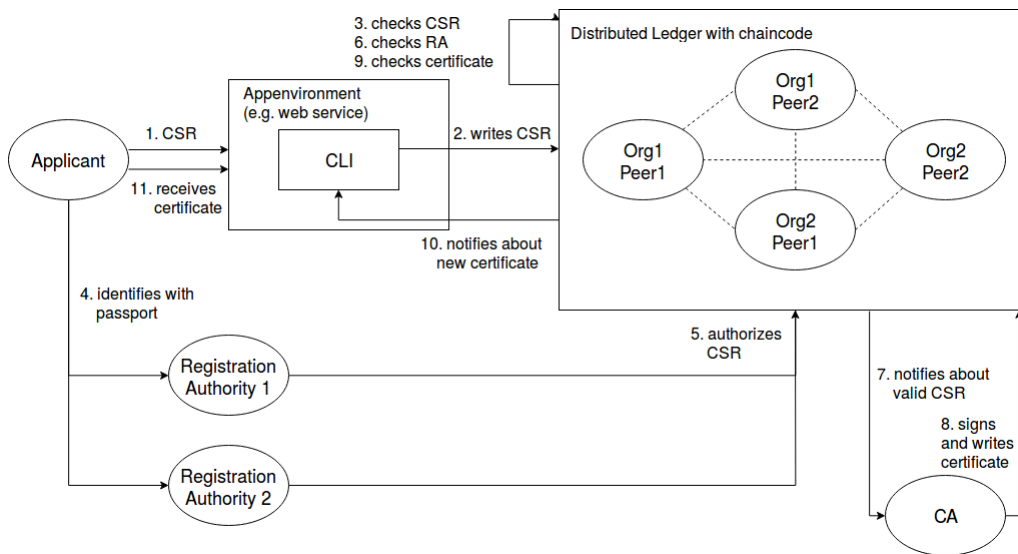 3. checks CSR
6. checks RA
9. checks certificate
Distributed Ledger with chaincode
Org1
Peer2
Appenvironment
(e.g. web service)
1. CSR
2. writes CSR
Applicant
CLI
Org1
Peer1
Org2
Peer2
11. receives
certificate
Org2
Peer1
10. notifies about
new certificate
4. identifies with
passport
5. authorizes
CSR
Registration
Authority 1
7. notifies about
valid CSR
8. signs
and writes
certificate
Registration
Authority 2
CA